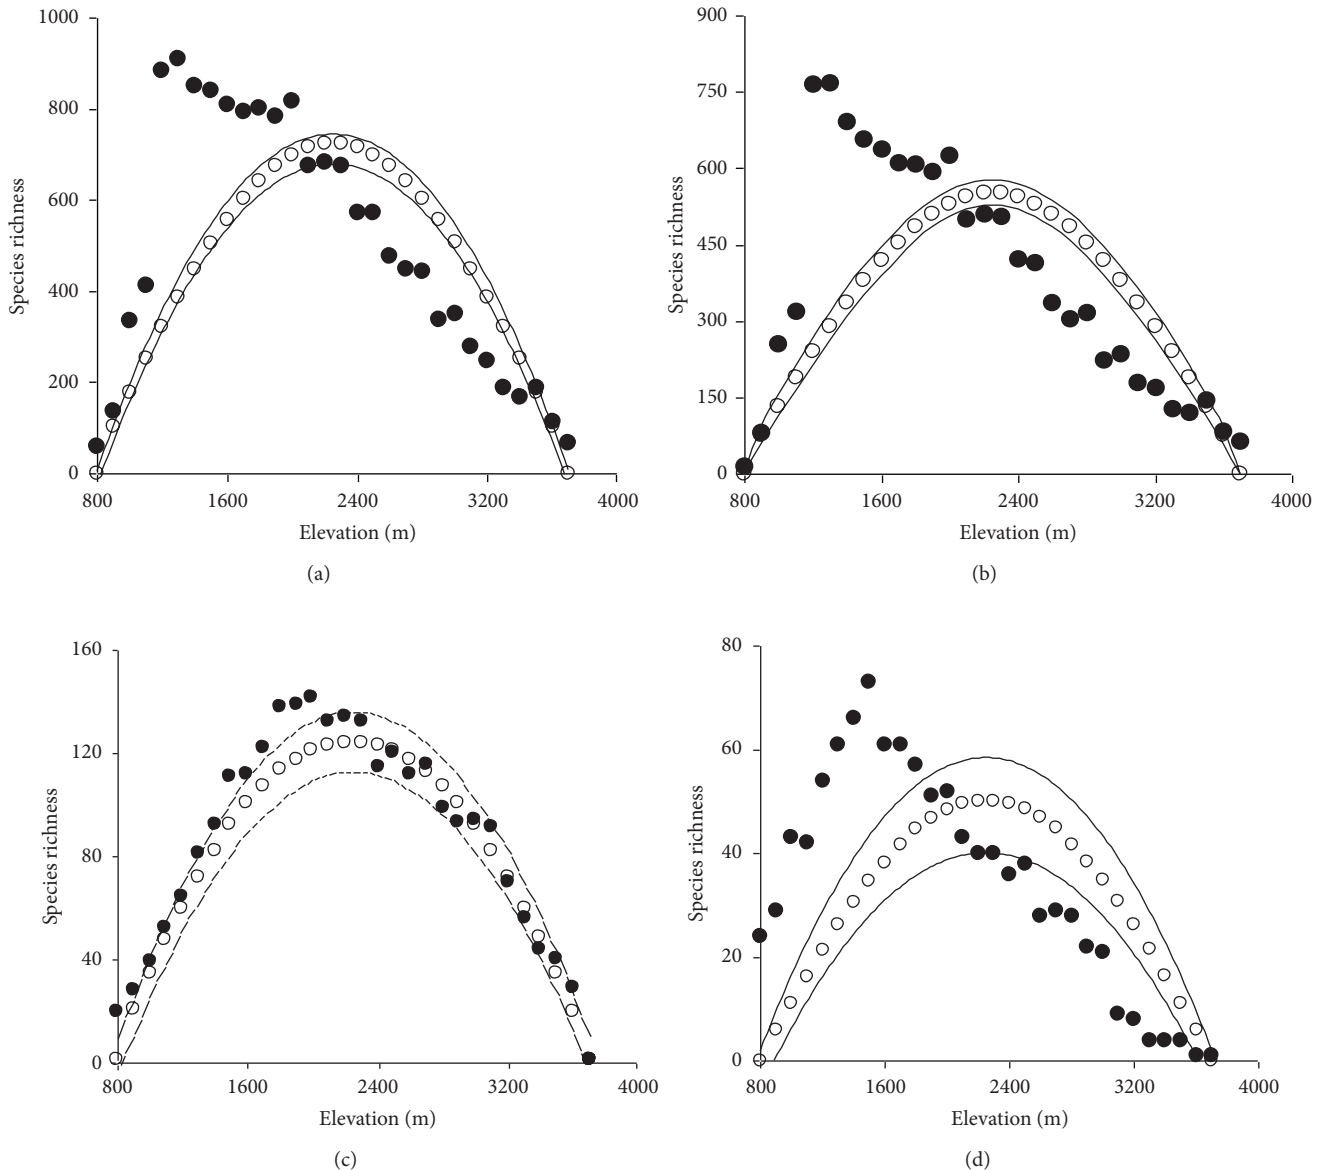 1000
800
600
400
200
0
Species richness
800 1600 2400 3200 4000
Elevation (m)
(a)
900
750
600
450
300
150
0
Species richness
800 1600 2400 3200 4000
Elevation (m)
(b)
160
120
80
40
0
Species richness
800 1600 2400 3200 4000
Elevation (m)
(c)
80
60
40
20
0
Species richness
800 1600 2400 3200 4000
Elevation (m)
(d)